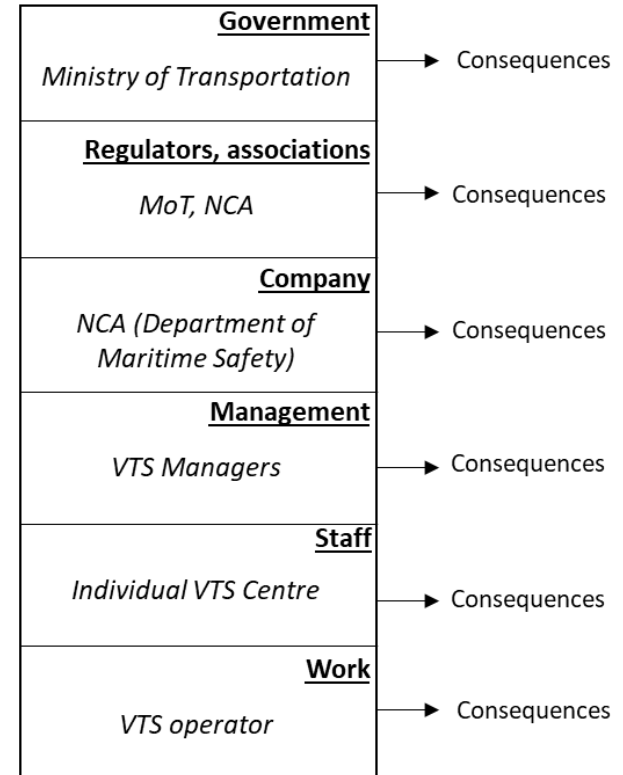 Government
Ministry of Transportation
Consequences
Regulators, associations
MoT, NCA
Consequences
Company
NCA (Department of
Maritime Safety)
Consequences
Management
VTS Managers
Consequences
Staff
Individual VTS Centre
Consequences
Work
VTS operator
Consequences